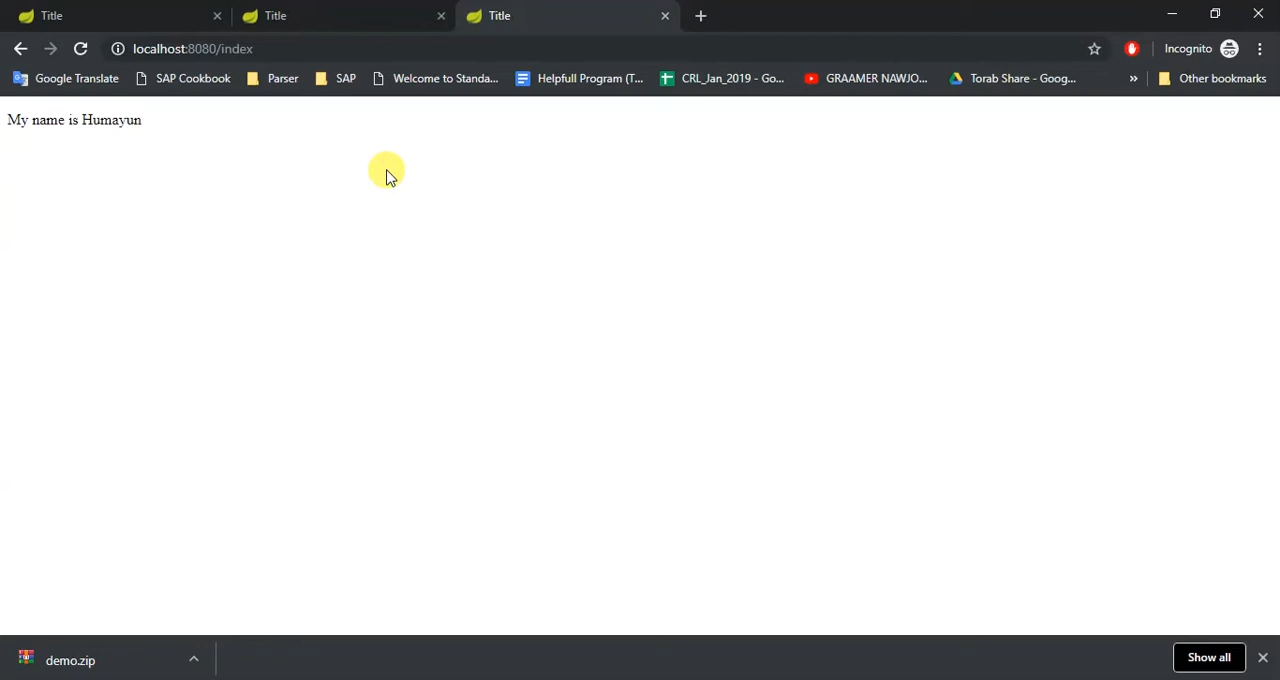 Title
Title
Title
localhost:8080/index
Incognito
Google Translate
SAP Cookbook
Parser
SAP
Welcome to Standa...
Helpfull Program (T...
CRL_Jan_2019 - Go...
GRAAMER NAWJO...
Torab Share - Goog...
»
Other bookmarks
My name is Humayun
demo.zip
Show all